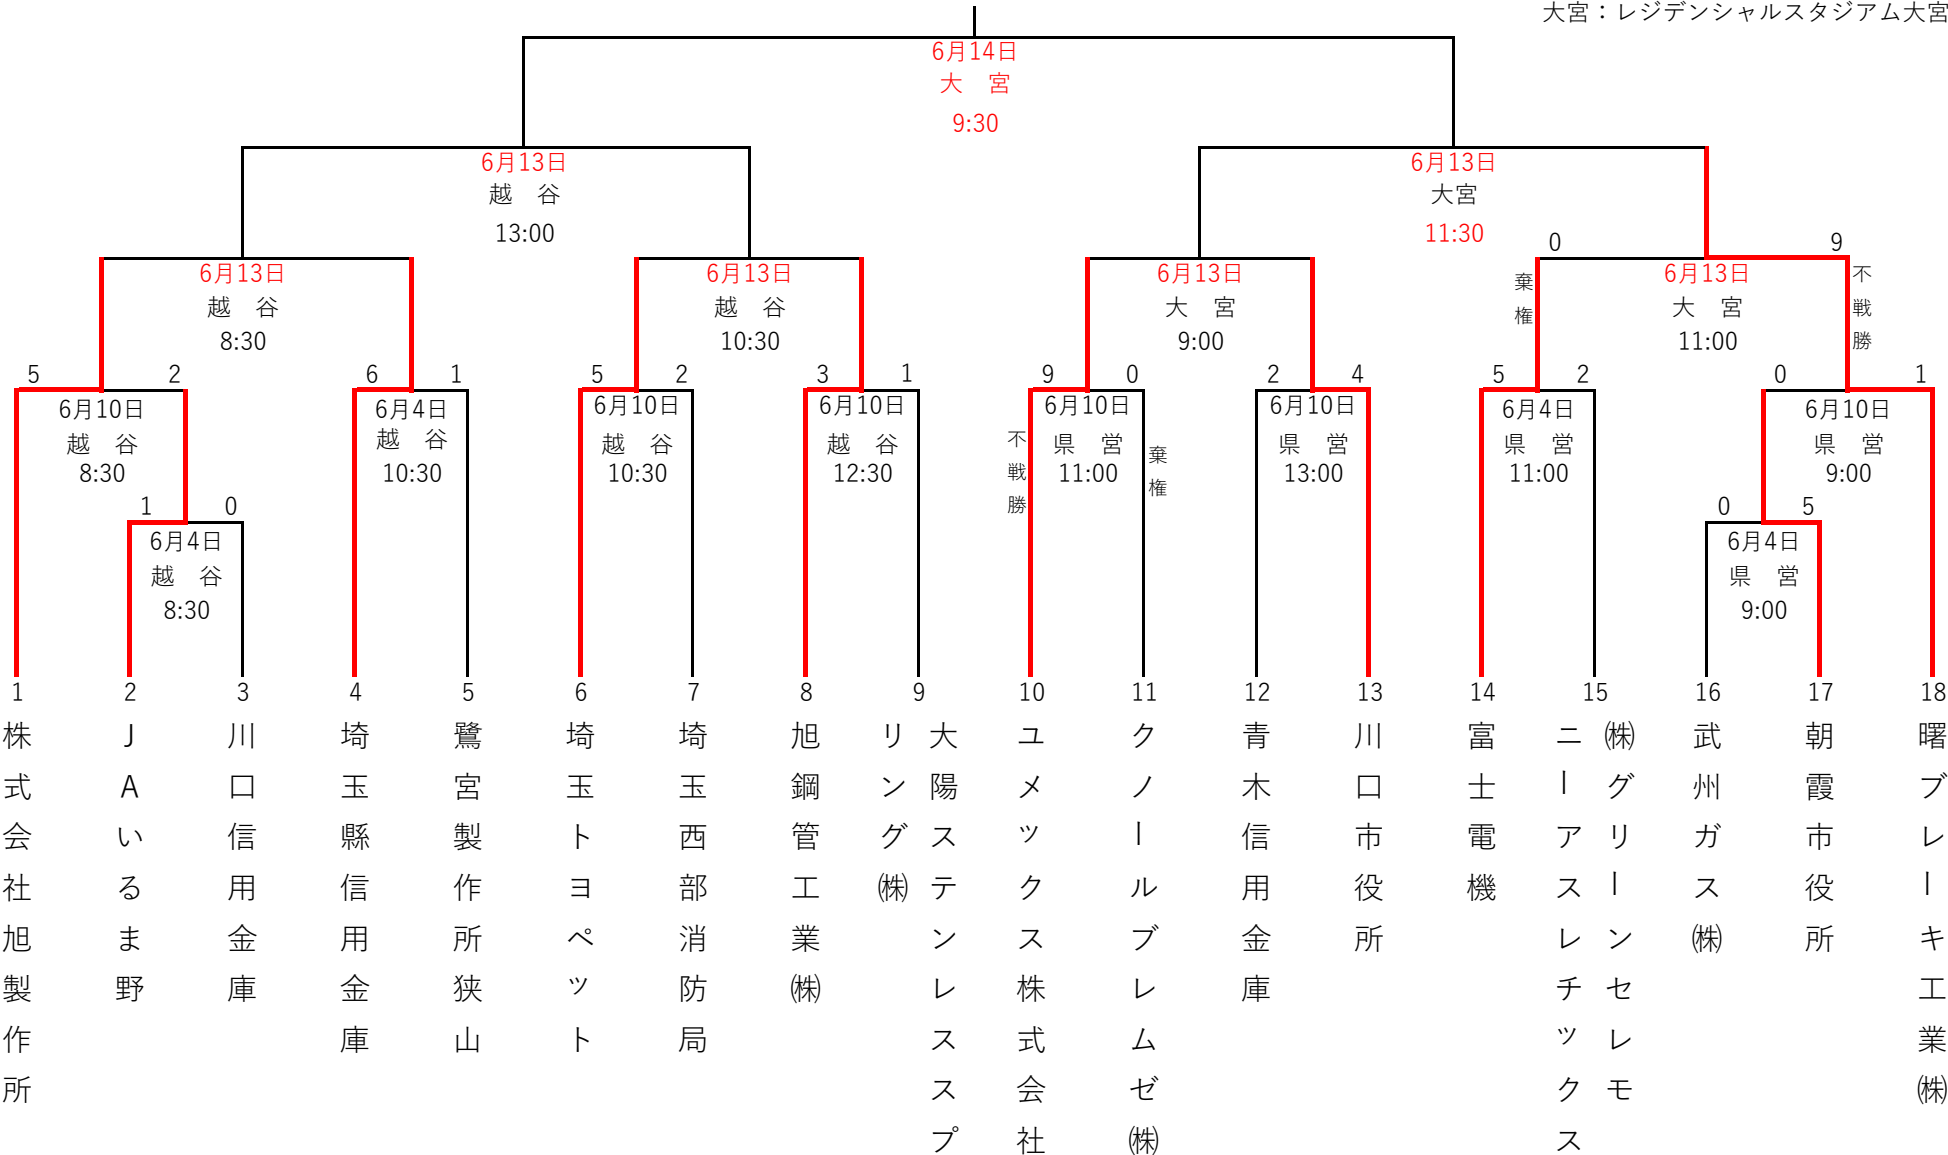 大宮：レジデンシャルスタジアム大宮
6月14日
大　宮
9:30
6月13日
越　谷
13:00
6月13日
大宮
11:30
6月13日
越　谷
8:30
6月13日
越　谷
10:30
6月13日
大　宮
9:00
0
9
棄権
6月13日
大　宮
11:00
不戦勝
5
2
6月10日
越　谷
8:30
6
1
6月4日
越　谷
10:30
5
2
6月10日
越　谷
10:30
3
1
6月10日
越　谷
12:30
9
0
不戦勝
6月10日
県　営
11:00
棄権
2
4
6月10日
県　営
13:00
5
2
6月4日
県　営
11:00
0
1
6月10日
県　営
9:00
1
0
6月4日
越　谷
8:30
0
5
6月4日
県　営
9:00
1
株式会社旭製作所
2
JAいるま野
3
川口信用金庫
4
埼玉縣信用金庫
5
鷺宮製作所狭山
6
埼玉トヨペット
7
埼玉西部消防局
8
旭鋼管工業㈱
9
大陽ステンレススプ
リング㈱
10
ユメックス株式会社
11
クノールブレムゼ㈱
12
青木信用金庫
13
川口市役所
14
富士電機
15
㈱グリーンセレモ
ニーアスレチックス
16
武州ガス㈱
17
朝霞市役所
18
曙ブレーキ工業㈱